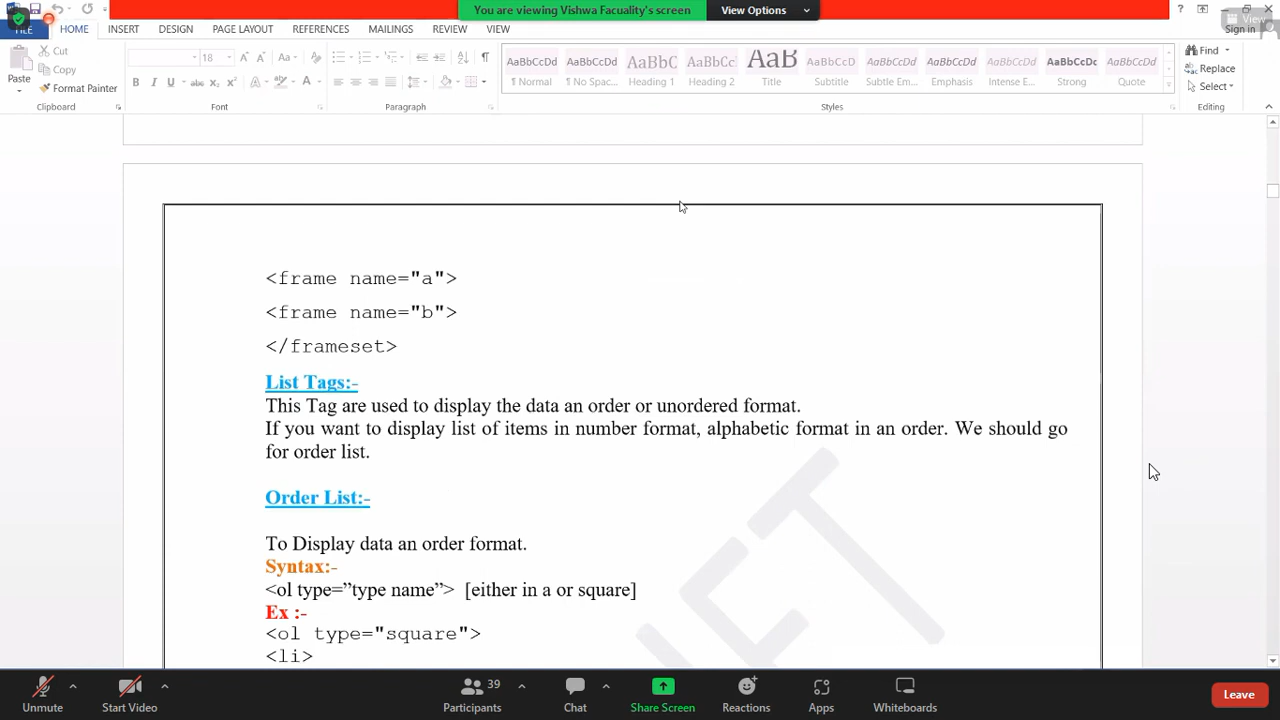 You are viewing Vishwa Facuality's screen
View Options
View
Sign in
FILE
HOME
INSERT
DESIGN
PAGE LAYOUT
REFERENCES
MAILINGS
REVIEW
VIEW
Paste
Cut
Copy
Format Painter
Clipboard
18
Font
Paragraph
AaBbCcDd
¶ Normal
AaBbCcDd
¶ No Spac...
AaBbC
Heading 1
AaBbCc
Heading 2
AaB
Title
AaBbCcD
Subtitle
AaBbCcDd
Subtle Em...
AaBbCcDd
Emphasis
AaBbCcDd
Intense E...
AaBbCcDc
Strong
AaBbCcDd
Quote
Styles
Find
Replace
Select
Editing
<frame name="a">
<frame name="b">
</frameset>
List Tags:-
This Tag are used to display the data an order or unordered format.
If you want to display list of items in number format, alphabetic format in an order. We should go
for order list.
Order List:-
To Display data an order format.
Syntax:-
<ol type=”type name”> [either in a or square]
Ex :-
<ol type="square">
<li>
Unmute
Start Video
39
Participants
Chat
Share Screen
Reactions
Apps
Whiteboards
Leave